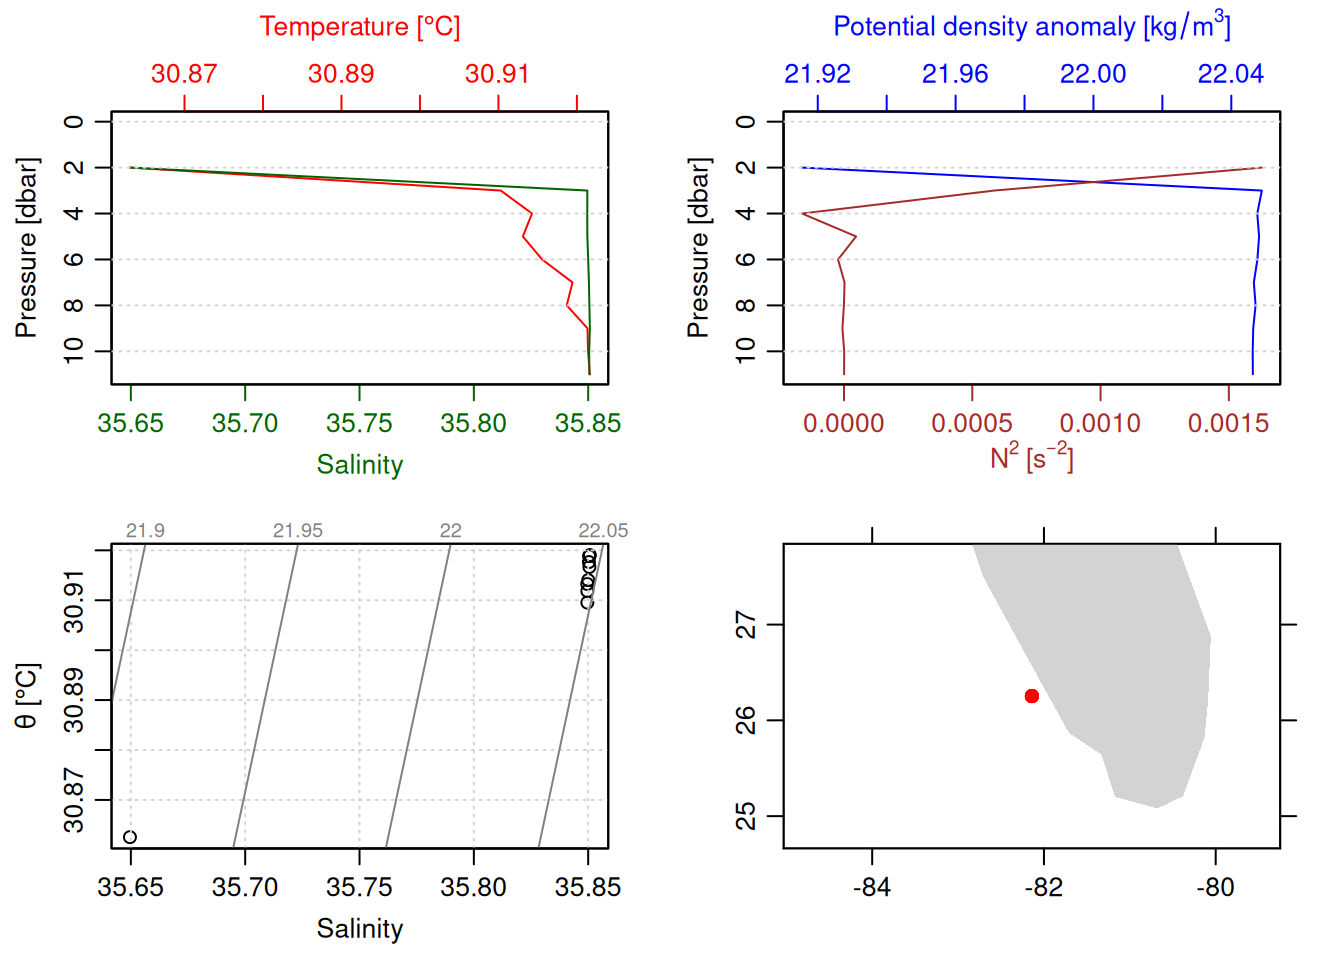 Temperature [°C]
30.87 30.89 30.91
Pressure [dbar]
0 2 4 6 8 10
35.65 35.70 35.75 35.80 35.85
Salinity
Potential density anomaly [kg/m³]
21.92 21.96 22.00 22.04
Pressure [dbar]
0 2 4 6 8 10
0.0000 0.0005 0.0010 0.0015
N² [s⁻²]
21.9 21.95 22 22.05
θ [°C]
30.91 30.89 30.87
35.65 35.70 35.75 35.80 35.85
Salinity
27 26 25
-84 -82 -80